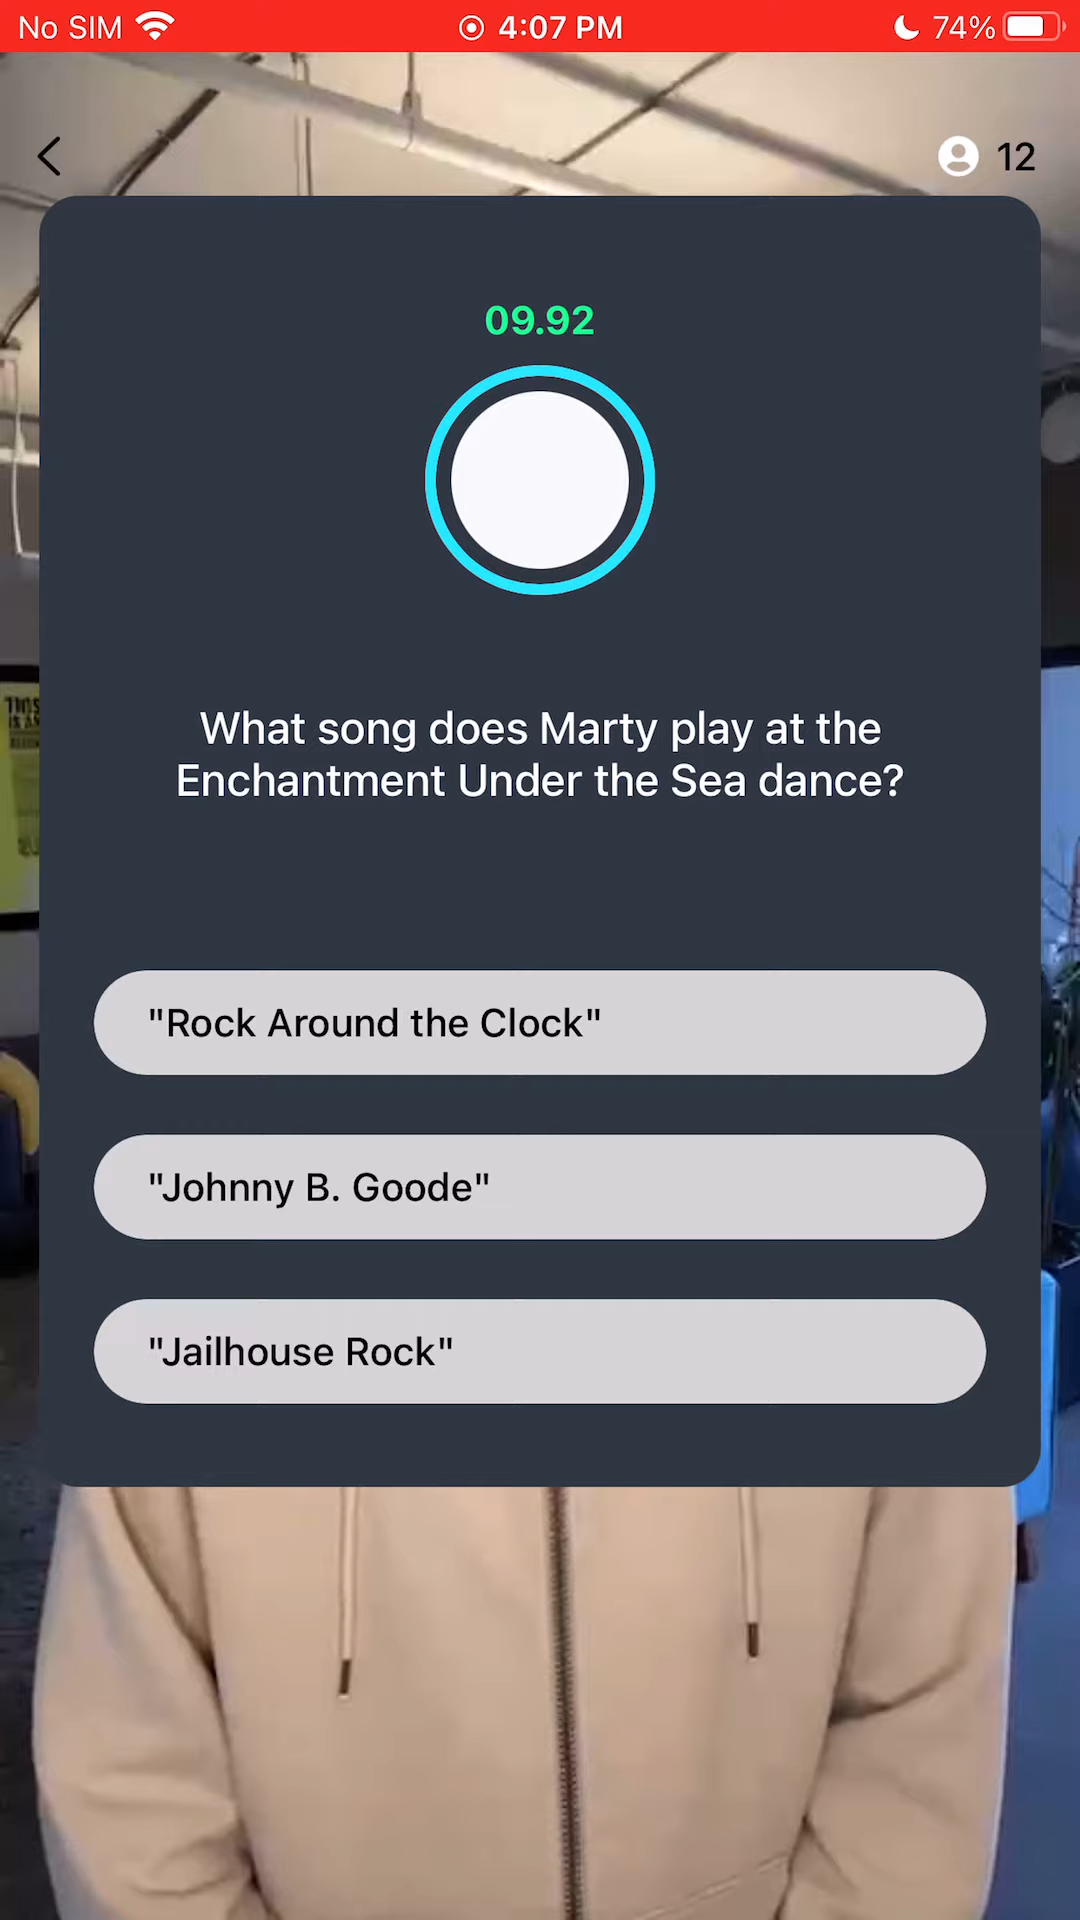 No SIM 4:07 PM 74%
12
09.92
What song does Marty play at the
Enchantment Under the Sea dance?
"Rock Around the Clock"
"Johnny B. Goode"
"Jailhouse Rock"